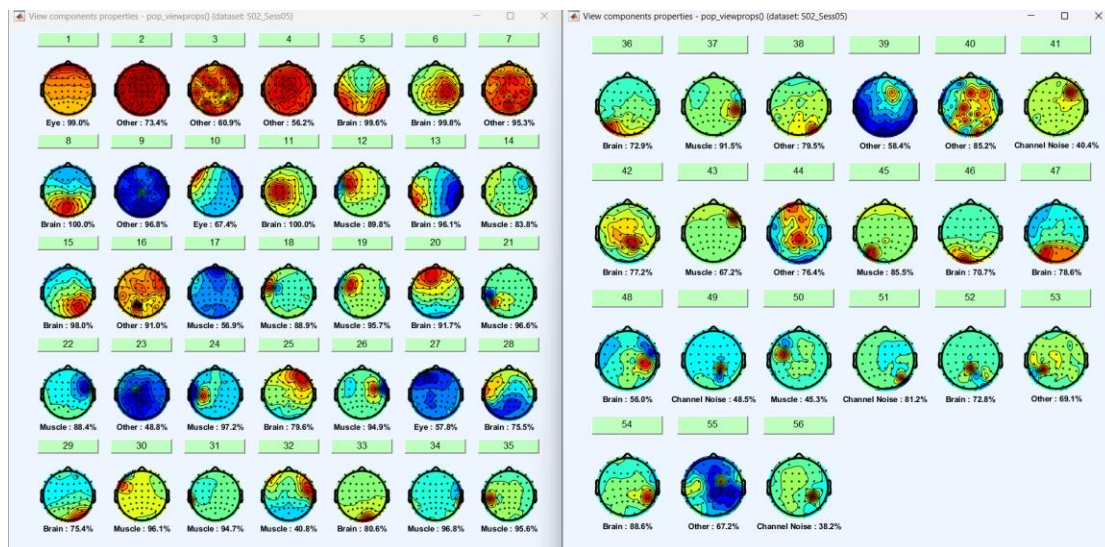 View components properties - pop_viewprops() (dataset: S02_Sess05)
1 2 3 4 5 6 7
Eye : 99.0% Other : 73.4% Other : 60.9% Other : 56.2% Brain : 99.6% Brain : 99.8% Other : 95.3%
8 9 10 11 12 13 14
Brain : 100.0% Other : 96.8% Eye : 67.4% Brain : 100.0% Muscle : 89.8% Brain : 96.1% Muscle : 83.8%
15 16 17 18 19 20 21
Brain : 98.0% Other : 91.0% Muscle : 56.9% Muscle : 88.9% Muscle : 95.7% Brain : 91.7% Muscle : 96.6%
22 23 24 25 26 27 28
Muscle : 88.4% Other : 48.8% Muscle : 97.2% Brain : 79.6% Muscle : 94.9% Eye : 57.8% Brain : 75.5%
29 30 31 32 33 34 35
Brain : 75.4% Muscle : 96.1% Muscle : 94.7% Muscle : 40.8% Brain : 80.6% Muscle : 96.8% Muscle : 95.6%
View components properties - pop_viewprops() (dataset: S02_Sess05)
36 37 38 39 40 41
Brain : 72.9% Muscle : 91.5% Other : 79.5% Other : 58.4% Other : 85.2% Channel Noise : 40.4%
42 43 44 45 46 47
Brain : 77.2% Muscle : 67.2% Other : 76.4% Muscle : 85.5% Brain : 70.7% Brain : 78.6%
48 49 50 51 52 53
Brain : 56.0% Channel Noise : 48.5% Muscle : 45.3% Channel Noise : 81.2% Brain : 72.8% Other : 69.1%
54 55 56
Brain : 88.6% Other : 67.2% Channel Noise : 38.2%